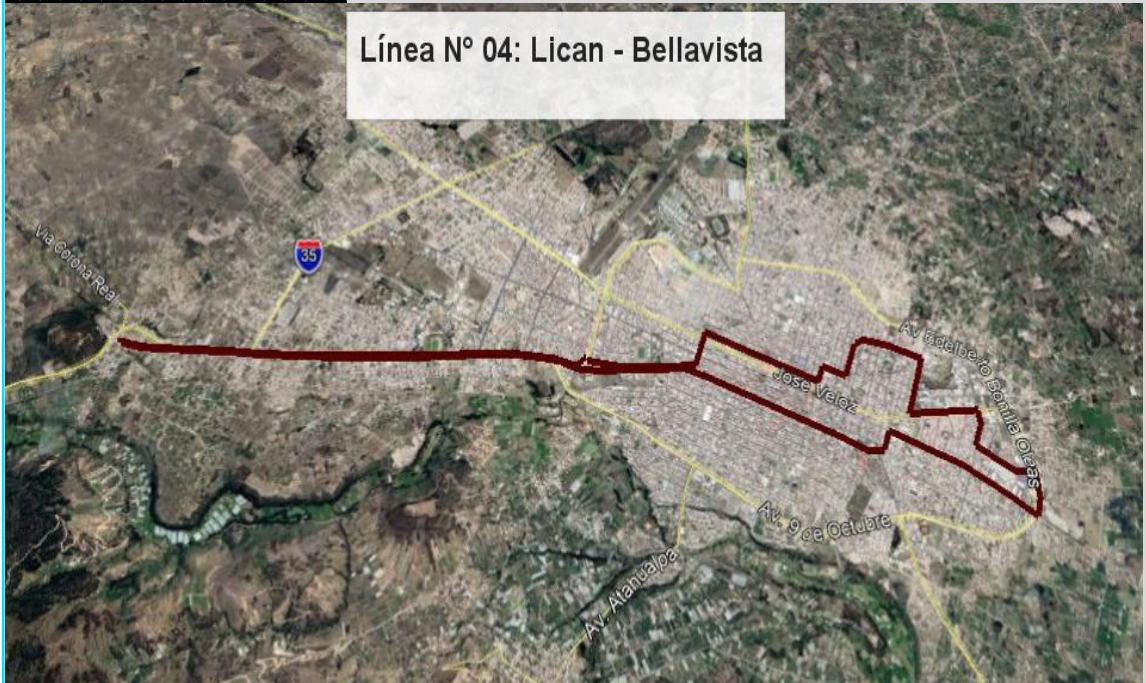 Línea Nº 04: Lican - Bellavista
Via Corona Real
35
Av Edelberto Bonilla Oleas
Jose Veloz
Av. 9 de Octubre
Av. Atahualpa